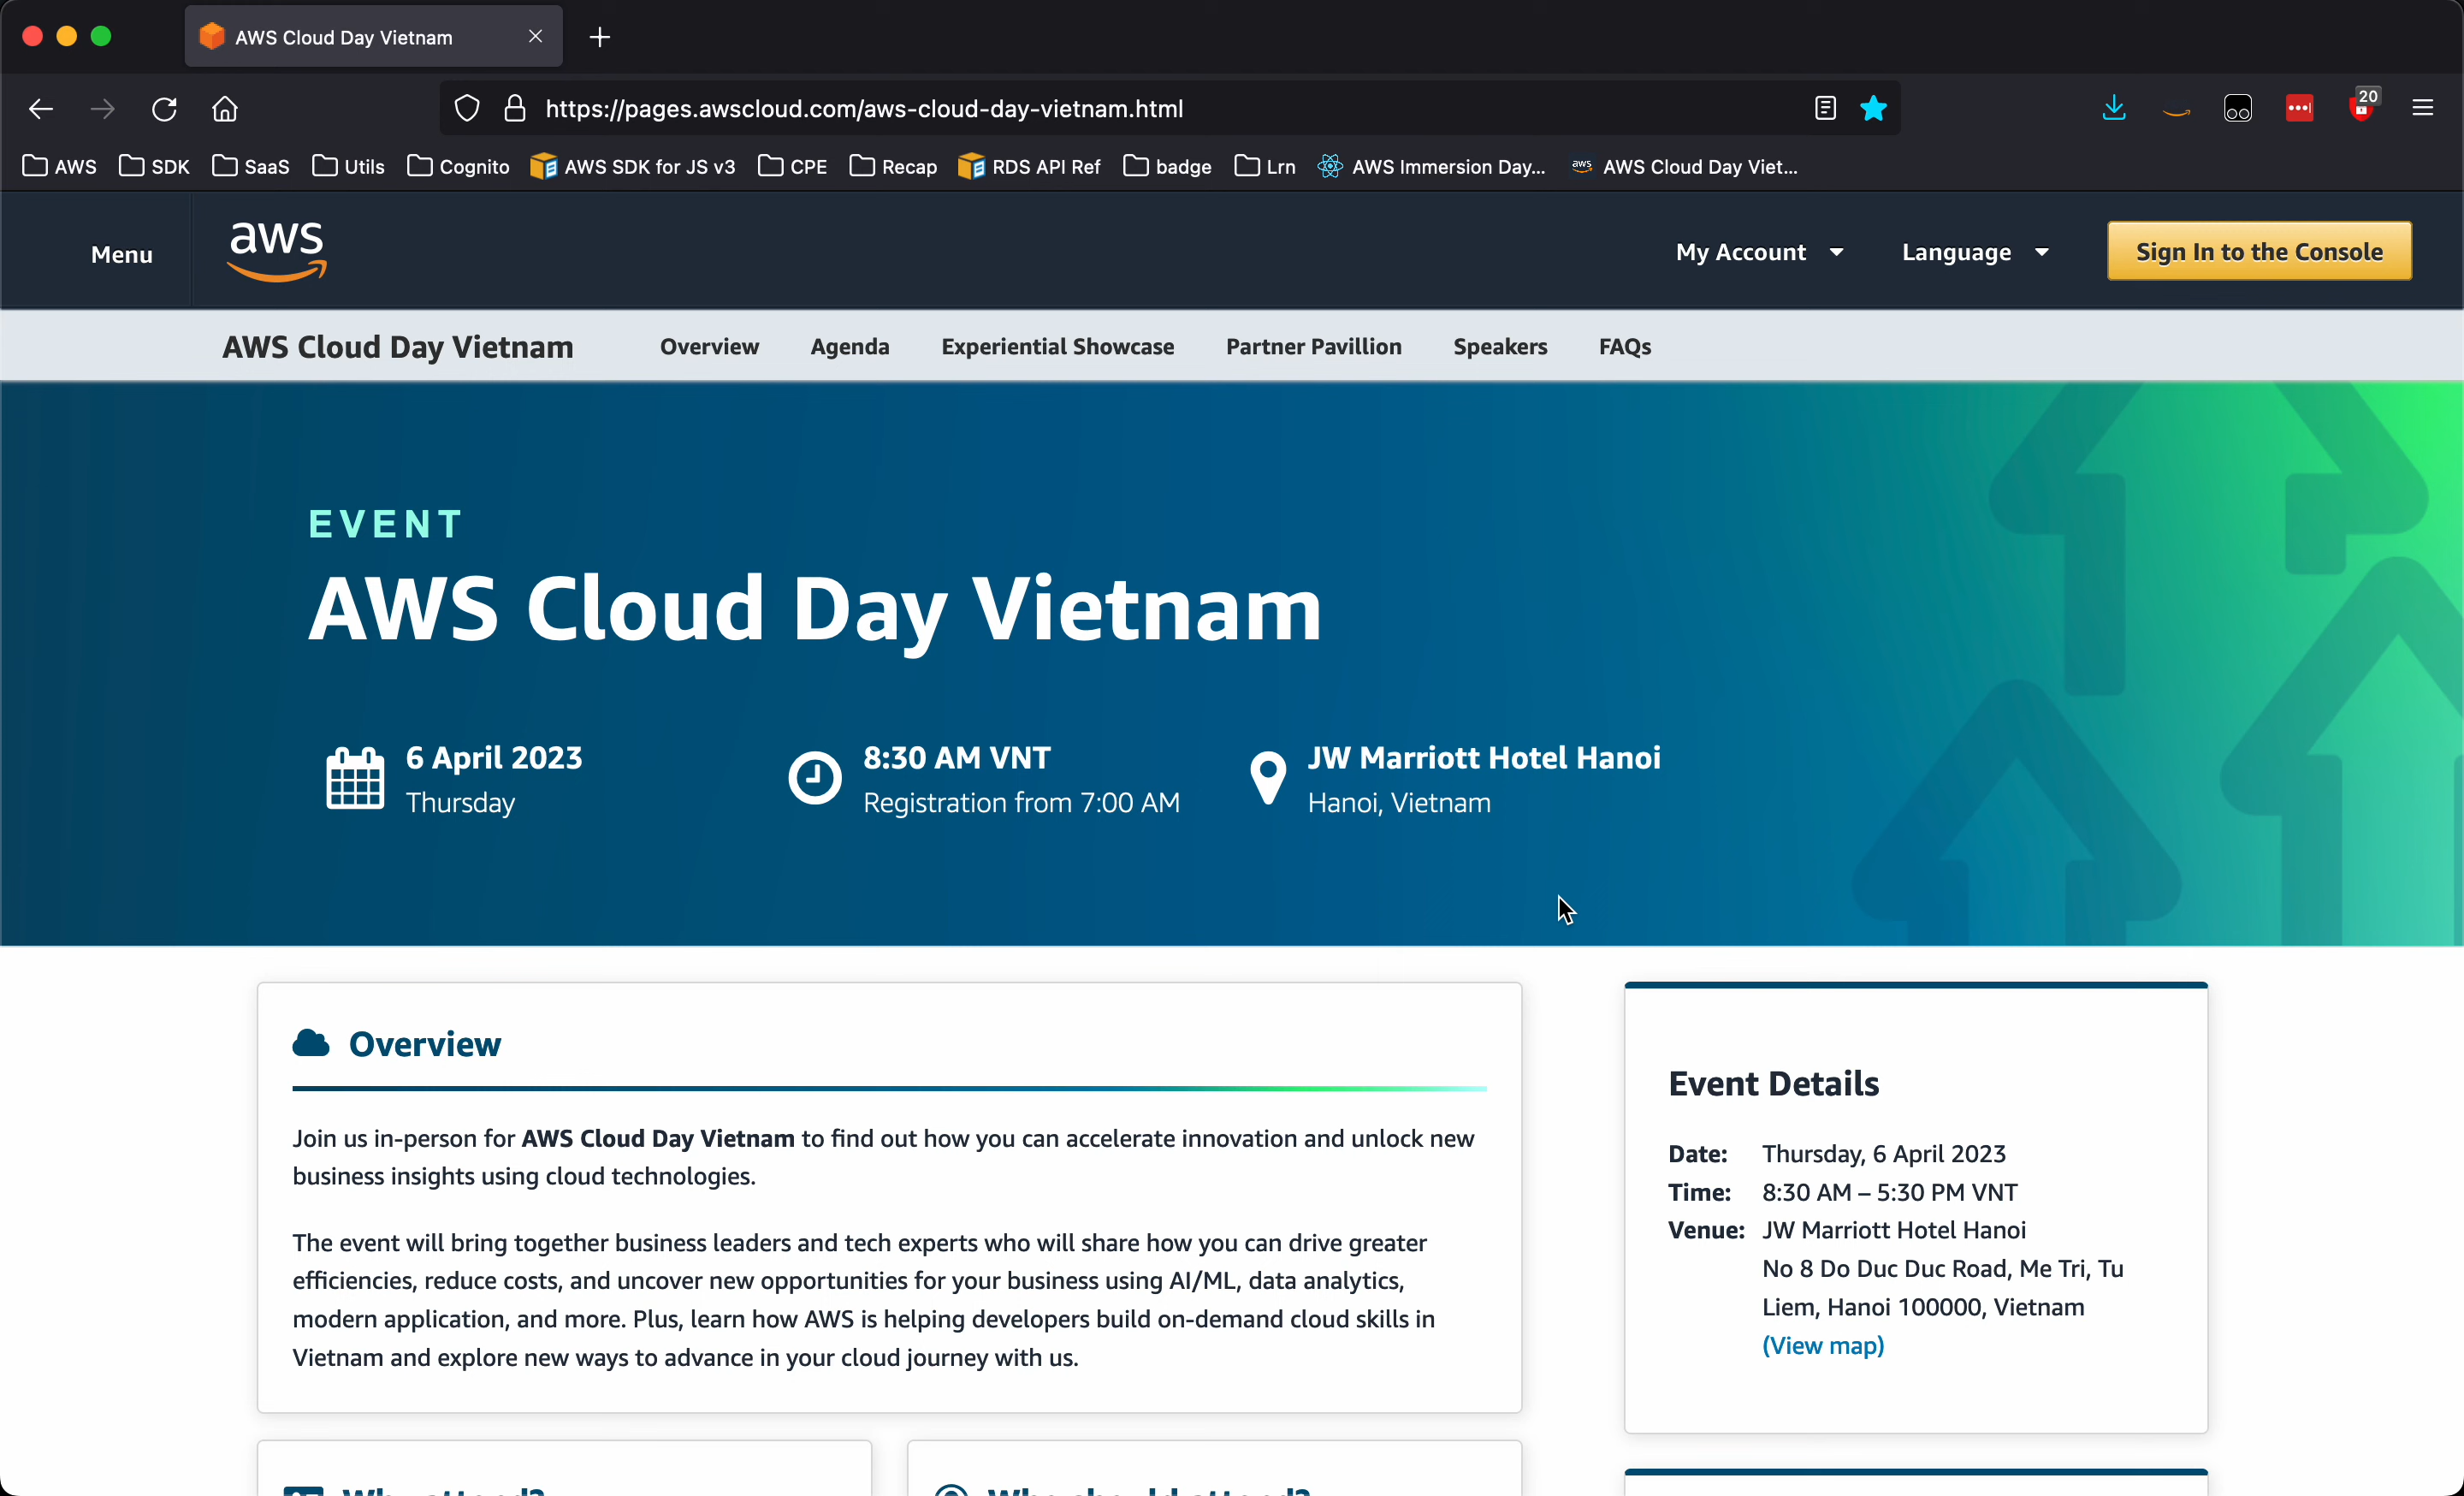 AWS Cloud Day Vietnam
https://pages.awscloud.com/aws-cloud-day-vietnam.html
20
AWS SDK SaaS Utils Cognito AWS SDK for JS v3 CPE Recap RDS API Ref badge Lrn AWS Immersion Day... aws AWS Cloud Day Viet...
Menu aws My Account Language Sign In to the Console
AWS Cloud Day Vietnam Overview Agenda Experiential Showcase Partner Pavillion Speakers FAQs
EVENT
AWS Cloud Day Vietnam
6 April 2023
Thursday
8:30 AM VNT
Registration from 7:00 AM
JW Marriott Hotel Hanoi
Hanoi, Vietnam
Overview
Join us in-person for AWS Cloud Day Vietnam to find out how you can accelerate innovation and unlock new
business insights using cloud technologies.
The event will bring together business leaders and tech experts who will share how you can drive greater
efficiencies, reduce costs, and uncover new opportunities for your business using AI/ML, data analytics,
modern application, and more. Plus, learn how AWS is helping developers build on-demand cloud skills in
Vietnam and explore new ways to advance in your cloud journey with us.
Event Details
Date: Thursday, 6 April 2023
Time: 8:30 AM – 5:30 PM VNT
Venue: JW Marriott Hotel Hanoi
No 8 Do Duc Duc Road, Me Tri, Tu
Liem, Hanoi 100000, Vietnam
(View map)
Why attend?
Who should attend?